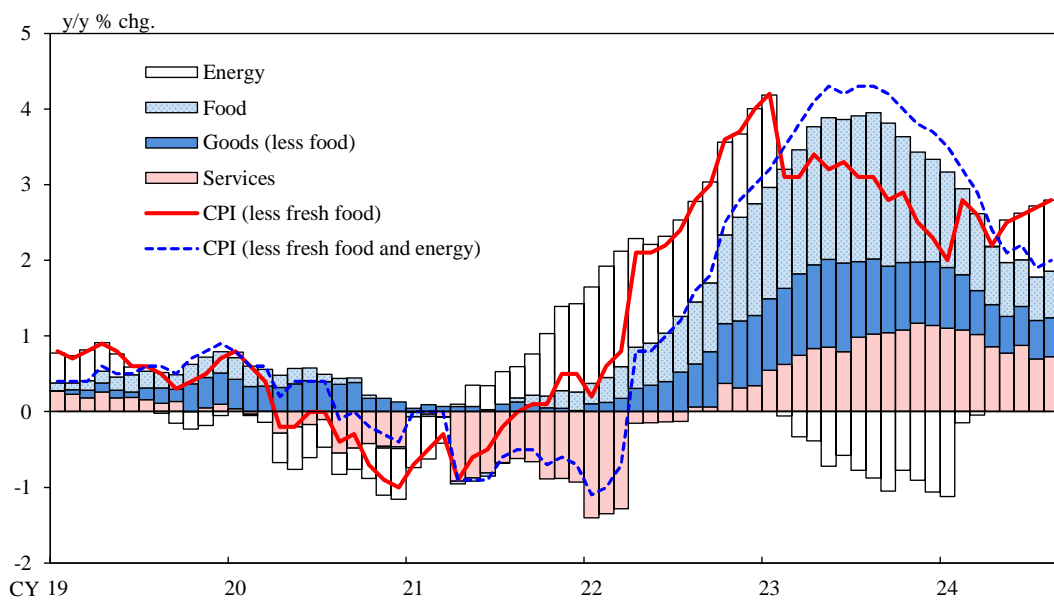 y/y % chg.
5
4
3
2
1
0
-1
-2
Energy
Food
Goods (less food)
Services
CPI (less fresh food)
CPI (less fresh food and energy)
CY 19 20 21 22 23 24